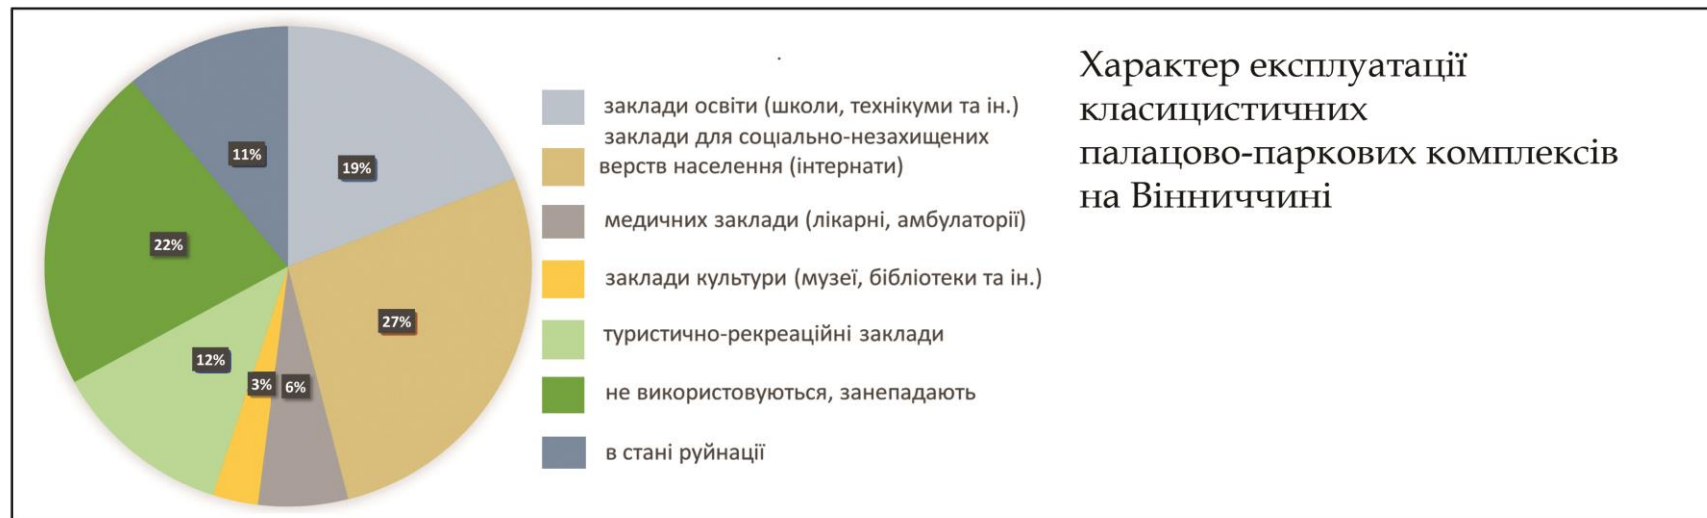 Характер експлуатації
класицистичних
палацово-паркових комплексів
на Вінниччині
заклади освіти (школи, технікуми та ін.)
заклади для соціально-незахищених
верств населення (інтернати)
медичних заклади (лікарні, амбулаторії)
заклади культури (музеї, бібліотеки та ін.)
туристично-рекреаційні заклади
не використовуються, занепадають
в стані руйнації
11%
19%
22%
27%
12%
3%
6%